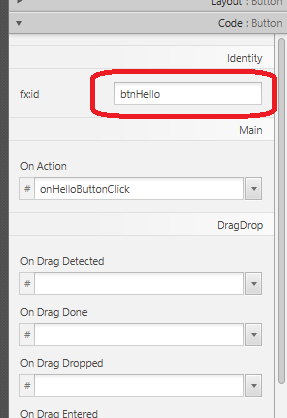 Layout : Button
Code : Button
Identity
fx:id
btnHello
Main
On Action
# onHelloButtonClick
DragDrop
On Drag Detected
#
On Drag Done
#
On Drag Dropped
#
On Drag Entered